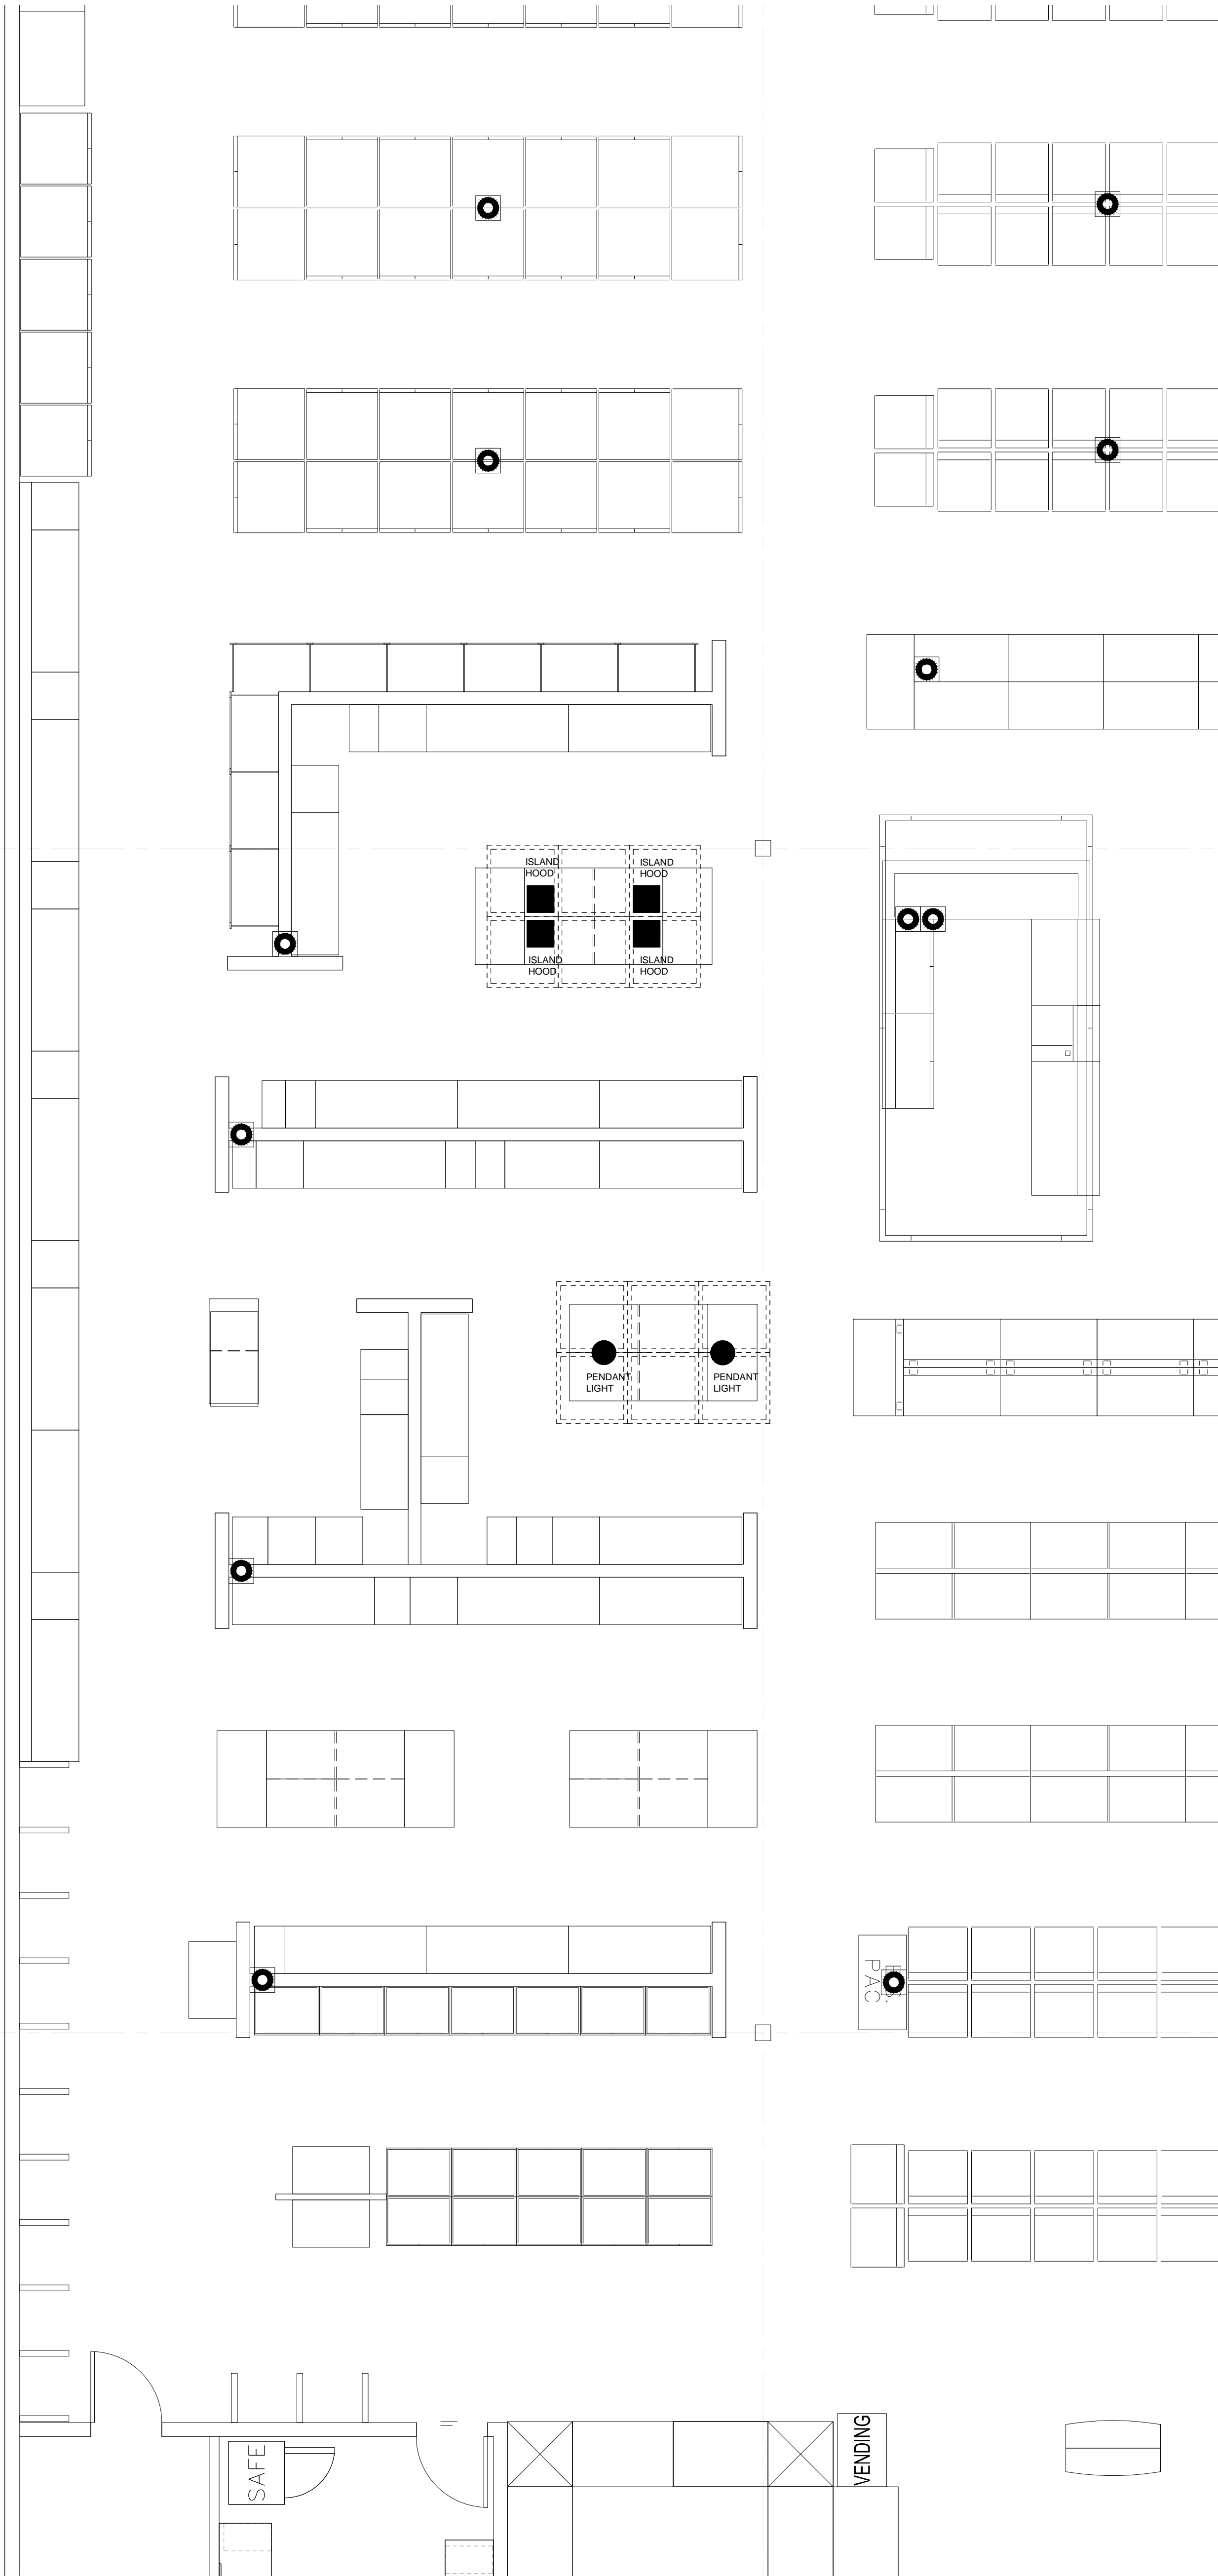 ISLAND
HOOD
ISLAND
HOOD
ISLAND
HOOD
ISLAND
HOOD
PENDANT
LIGHT
PENDANT
LIGHT
PAC
VENDING
SAFE